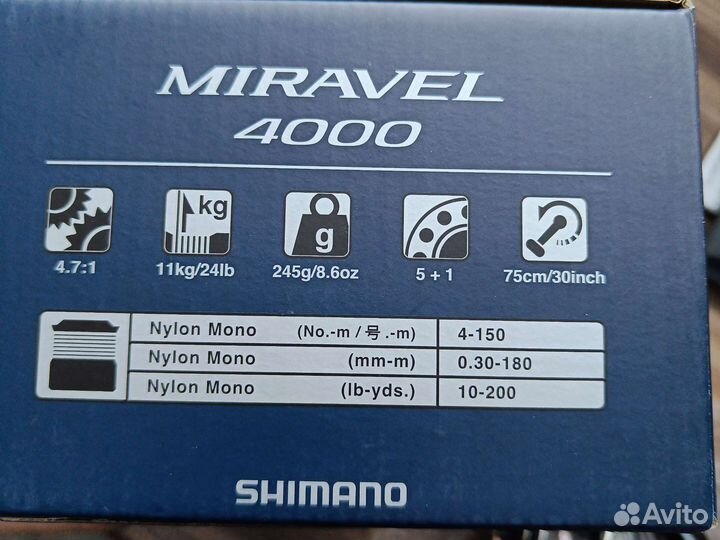 MIRAVEL
4000
kg g
4.7:1 11kg/24lb 245g/8.6oz 5 + 1 75cm/30inch
Nylon Mono (No.-m / 号.-m) 4-150
Nylon Mono (mm-m) 0.30-180
Nylon Mono (lb-yds.) 10-200
SHIMANO
Avito